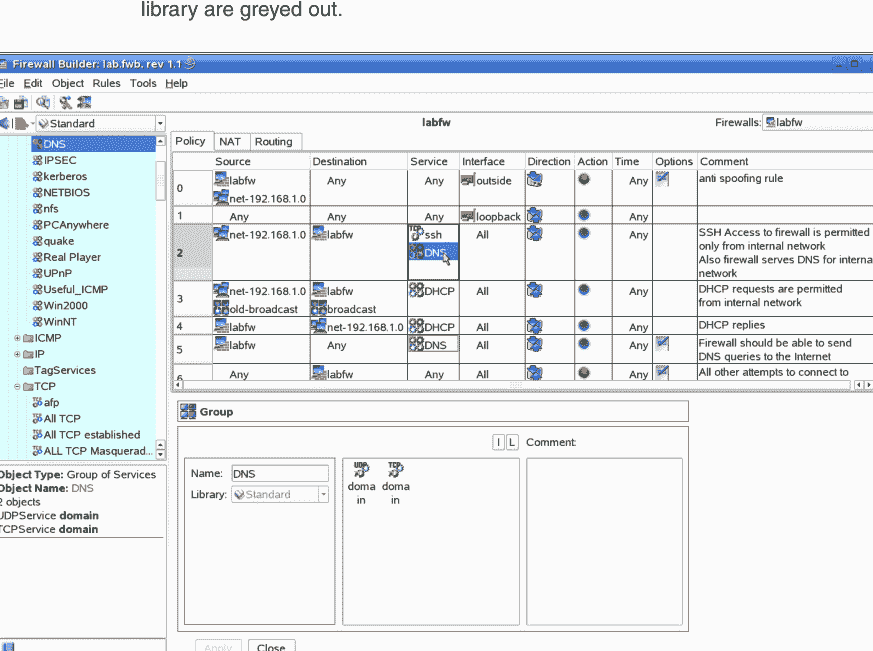 library are greyed out.
Firewall Builder: lab.fwb, rev 1.1
File Edit Object Rules Tools Help
Standard
labfw
Firewalls: labfw
DNS
IPSEC
kerberos
NETBIOS
nfs
PCAnywhere
quake
Real Player
UPnP
Useful_ICMP
Win2000
WinNT
ICMP
IP
TagServices
TCP
afp
All TCP
All TCP established
ALL TCP Masquerad...
Policy NAT Routing
Source Destination Service Interface Direction Action Time Options Comment
0 labfw Any Any outside Any anti spoofing rule
net-192.168.1.0
1 Any Any Any loopback Any
2 net-192.168.1.0 labfw TCP ssh All Any SSH Access to firewall is permitted
DNS only from internal network
Also firewall serves DNS for interna
network
3 net-192.168.1.0 labfw DHCP All Any DHCP requests are permitted
old-broadcast broadcast from internal network
4 labfw net-192.168.1.0 DHCP All Any DHCP replies
5 labfw Any DNS All Any Firewall should be able to send
DNS queries to the Internet
6 Any labfw Any All Any All other attempts to connect to
Object Type: Group of Services
Object Name: DNS
2 objects
UDPService domain
TCPService domain
Group
I L Comment:
Name: DNS
Library: Standard
UDP TCP
doma doma
in in
Apply Close